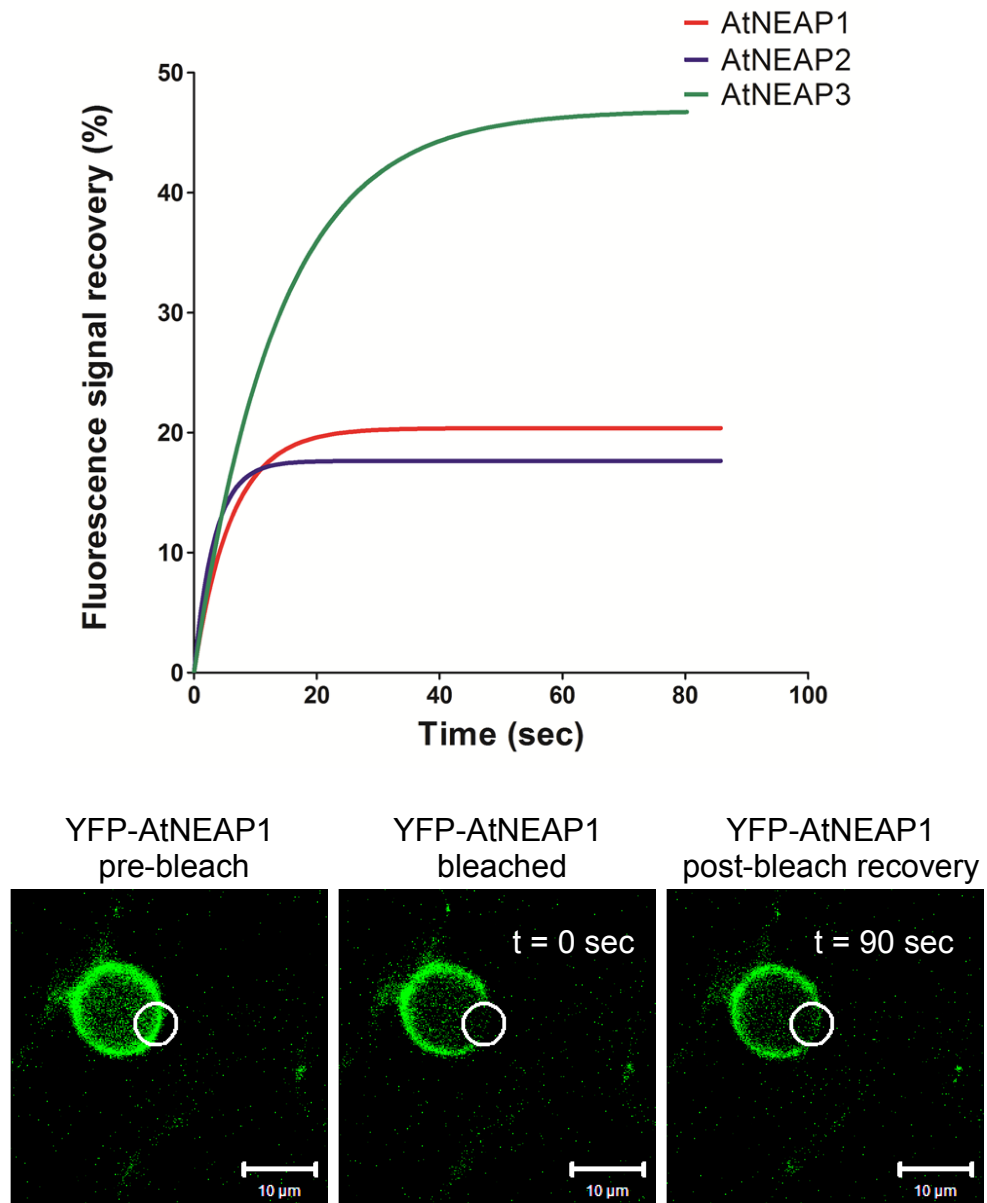 AtNEAP1
AtNEAP2
AtNEAP3
Fluorescence signal recovery (%)
50
40
30
20
10
0
0 20 40 60 80 100
Time (sec)
YFP-AtNEAP1 YFP-AtNEAP1 YFP-AtNEAP1
pre-bleach bleached post-bleach recovery
t = 0 sec t = 90 sec
10 µm 10 µm 10 µm